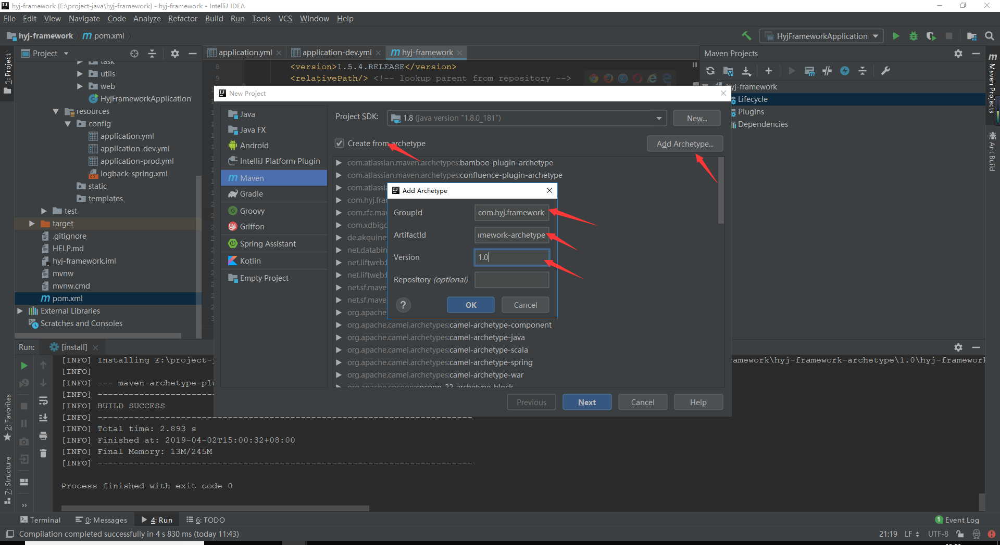 hyj-framework [E:\project-java\hyj-framework] - hyj-framework - IntelliJ IDEA
File Edit View Navigate Code Analyze Refactor Build Run Tools VCS Window Help
hyj-framework pom.xml
HyjFrameworkApplication
1: Project
Project
task
utils
web
HyjFrameworkApplication
resources
config
application.yml
application-dev.yml
application-prod.yml
logback-spring.xml
static
templates
test
target
.gitignore
HELP.md
hyj-framework.iml
mvnw
mvnw.cmd
pom.xml
External Libraries
Scratches and Consoles
application.yml application-dev.yml hyj-framework
8 <version>1.5.4.RELEASE</version>
9 <relativePath/> <!-- lookup parent from repository -->
Maven Projects
yj-framework
Lifecycle
Plugins
Dependencies
Maven Projects
Ant Build
New Project
Java
Java FX
Android
IntelliJ Platform Plugin
Maven
Gradle
Groovy
Griffon
Spring Assistant
Kotlin
Empty Project
Project SDK: 1.8 (java version "1.8.0_181") New...
Create from archetype Add Archetype...
com.atlassian.maven.archetypes:bamboo-plugin-archetype
com.atlassian.maven.archetypes:confluence-plugin-archetype
com.atlassi
com.hyj.fra
com.rfc.ma
com.xdbigc
de.akquine
net.databin
net.liftweb:
net.liftweb:
net.sf.mave
net.sf.mave
org.apache.
org.apache.camel.archetypes:camel-archetype-component
org.apache.camel.archetypes:camel-archetype-java
org.apache.camel.archetypes:camel-archetype-scala
org.apache.camel.archetypes:camel-archetype-spring
org.apache.camel.archetypes:camel-archetype-war
org.apache.cocoon:cocoon-22-archetype-block
Add Archetype
GroupId com.hyj.framework
ArtifactId amework-archetype
Version 1.0
Repository (optional)
? OK Cancel
Previous Next Cancel Help
Run: [install]
[INFO] Installing E:\project-j
amework\hyj-framework-archetype\1.0\hyj-framework
[INFO]
[INFO] --- maven-archetype-plu
[INFO] ------------------------------------------------------------------------
[INFO] BUILD SUCCESS
[INFO] ------------------------------------------------------------------------
[INFO] Total time: 2.893 s
[INFO] Finished at: 2019-04-02T15:00:32+08:00
[INFO] Final Memory: 13M/245M
[INFO] ------------------------------------------------------------------------
Process finished with exit code 0
2: Favorites
7: Structure
Terminal 0: Messages 4: Run 6: TODO 1 Event Log
Compilation completed successfully in 4 s 830 ms (today 11:43) 21:19 LF UTF-8